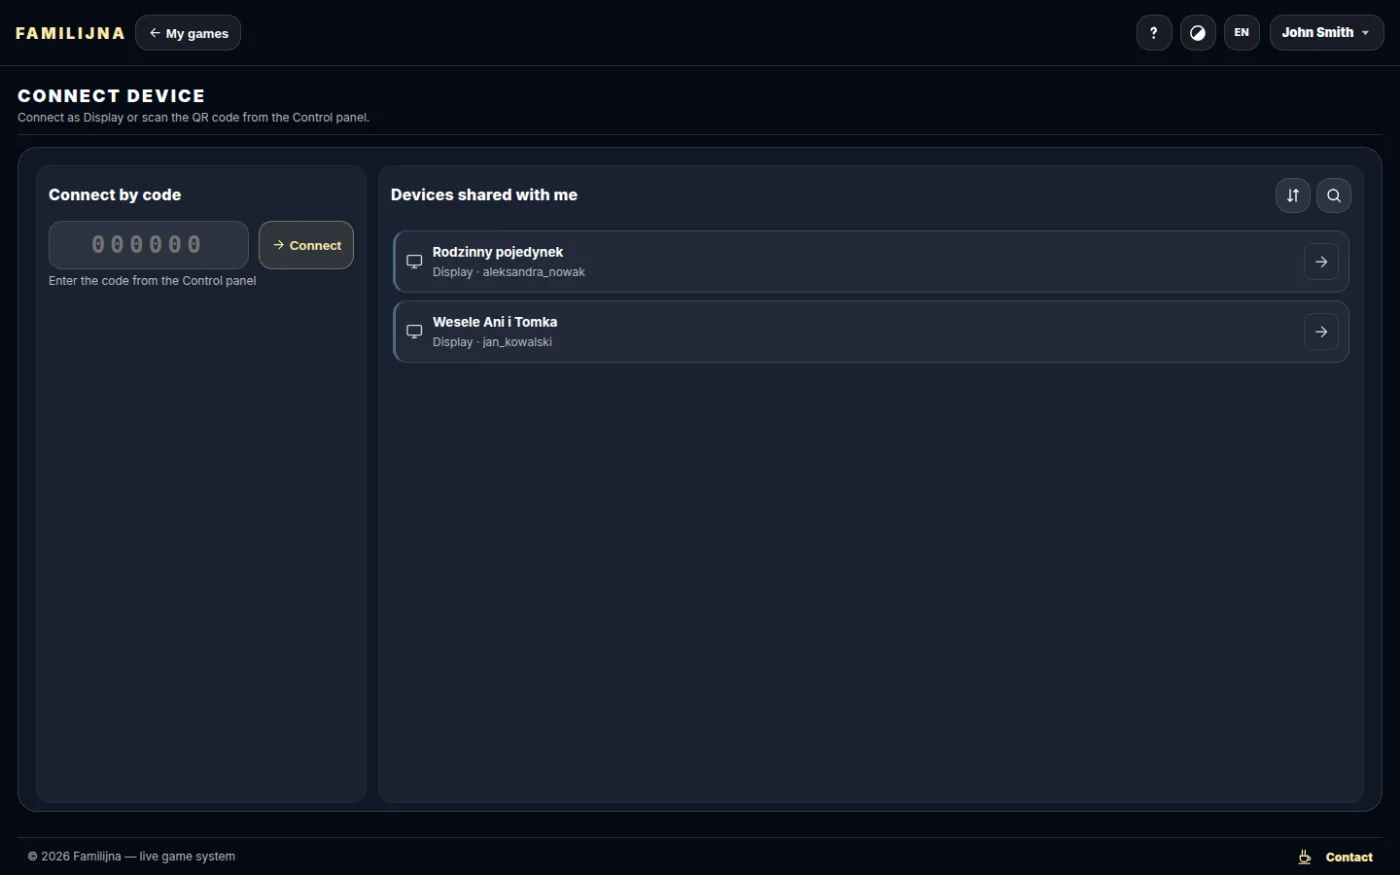 FAMILIJNA
← My games
?
EN
John Smith
CONNECT DEVICE
Connect as Display or scan the QR code from the Control panel.
Connect by code
000000
→ Connect
Enter the code from the Control panel
Devices shared with me
Rodzinny pojedynek
Display · aleksandra_nowak
Wesele Ani i Tomka
Display · jan_kowalski
© 2026 Familijna — live game system
Contact